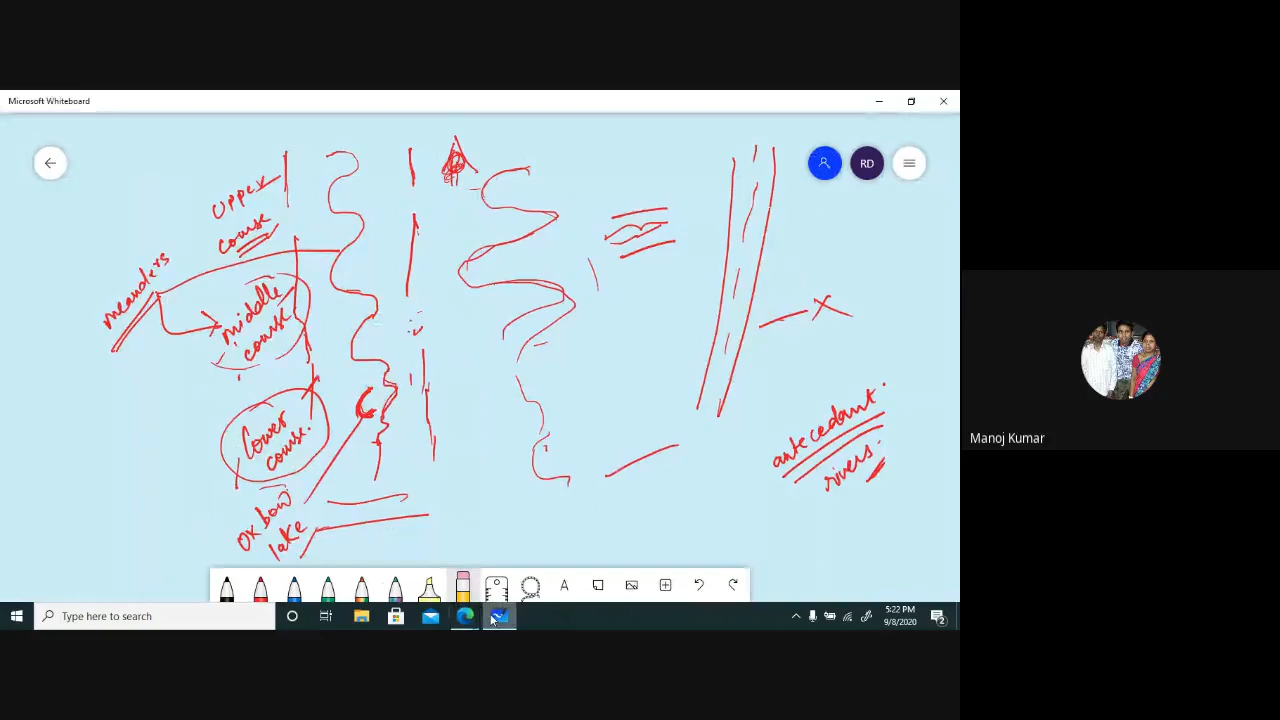 Microsoft Whiteboard
RD
Upper
course
meanders
middle
course
Lower
course.
ox bow
lake
X
antecedant
rivers
Manoj Kumar
A
Type here to search
5:22 PM
9/8/2020
2